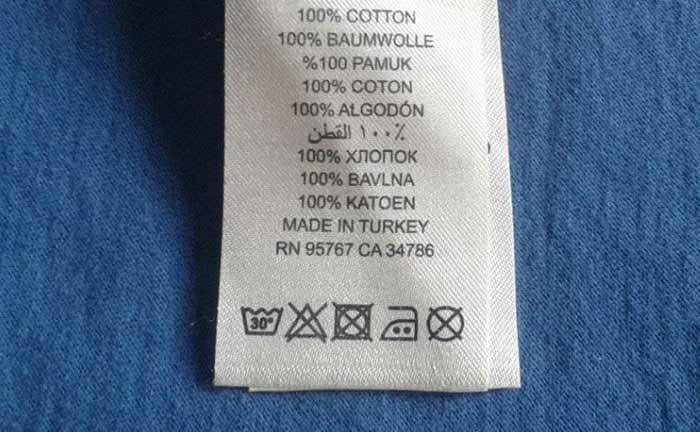 100% COTTON
100% BAUMWOLLE
%100 PAMUK
100% COTON
100% ALGODÓN
٪١٠٠ القطن
100% ХЛОПОК
100% BAVLNA
100% KATOEN
MADE IN TURKEY
RN 95767 CA 34786
30°